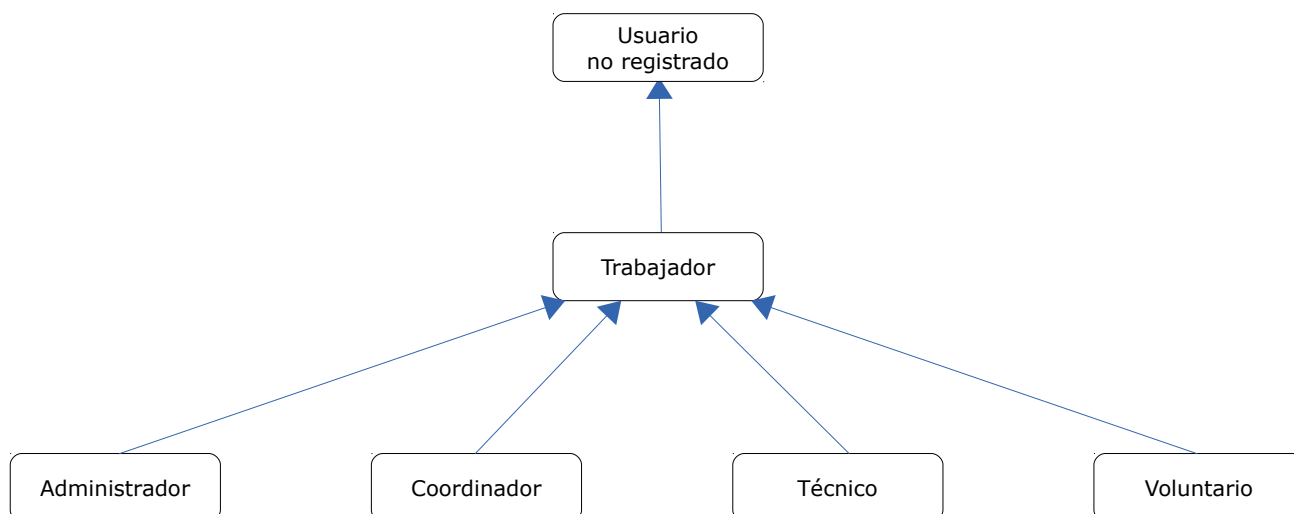 Usuario
no registrado
Trabajador
Administrador
Coordinador
Técnico
Voluntario